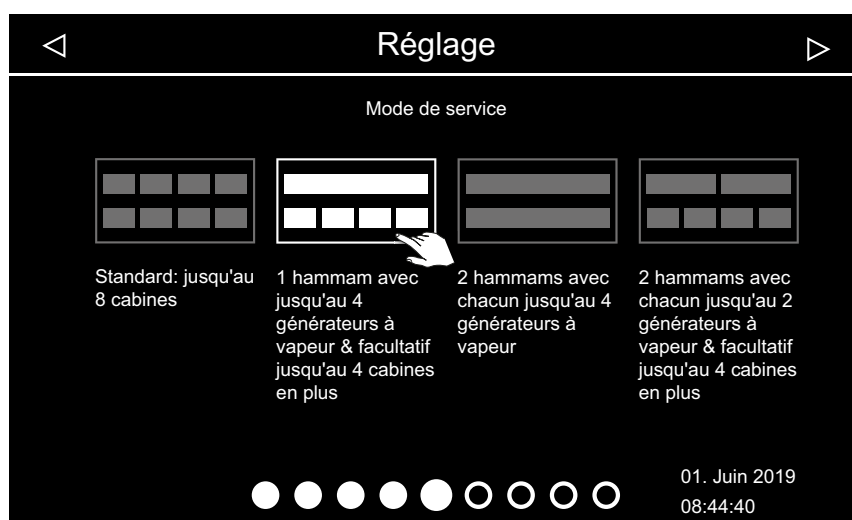 Réglage
Mode de service
Standard: jusqu'au
8 cabines
1 hammam avec
jusqu'au 4
générateurs à
vapeur & facultatif
jusqu'au 4 cabines
en plus
2 hammams avec
chacun jusqu'au 4
générateurs à
vapeur
2 hammams avec
chacun jusqu'au 2
générateurs à
vapeur & facultatif
jusqu'au 4 cabines
en plus
01. Juin 2019
08:44:40